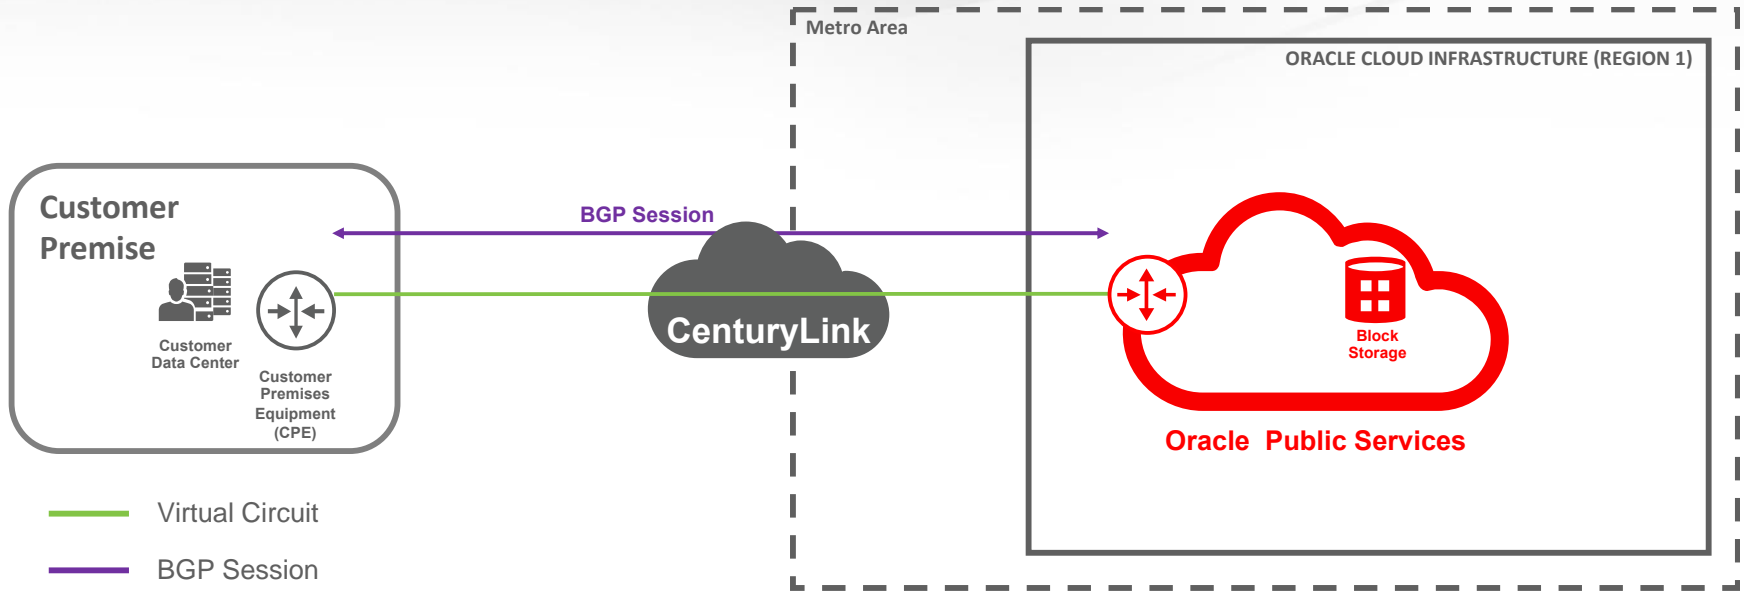 Metro Area
ORACLE CLOUD INFRASTRUCTURE (REGION 1)
Customer
Premise
BGP Session
CenturyLink
Customer
Data Center
Customer
Premises
Equipment
(CPE)
Block
Storage
Oracle  Public Services
Virtual Circuit
BGP Session